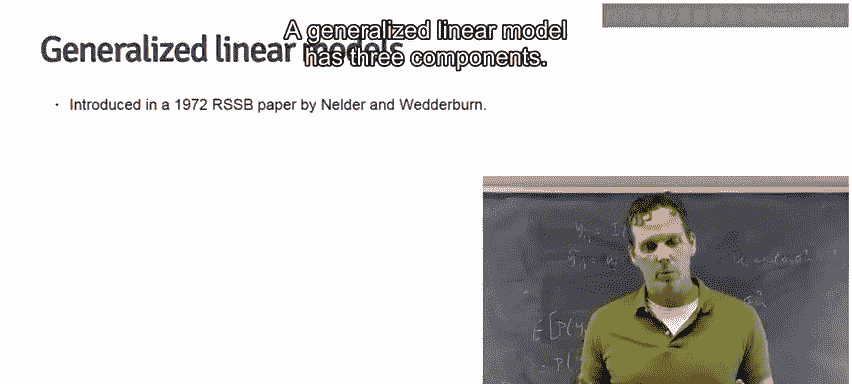 A generalized linear model
Generalized linear models
has three components.
· Introduced in a 1972 RSSB paper by Nelder and Wedderburn.